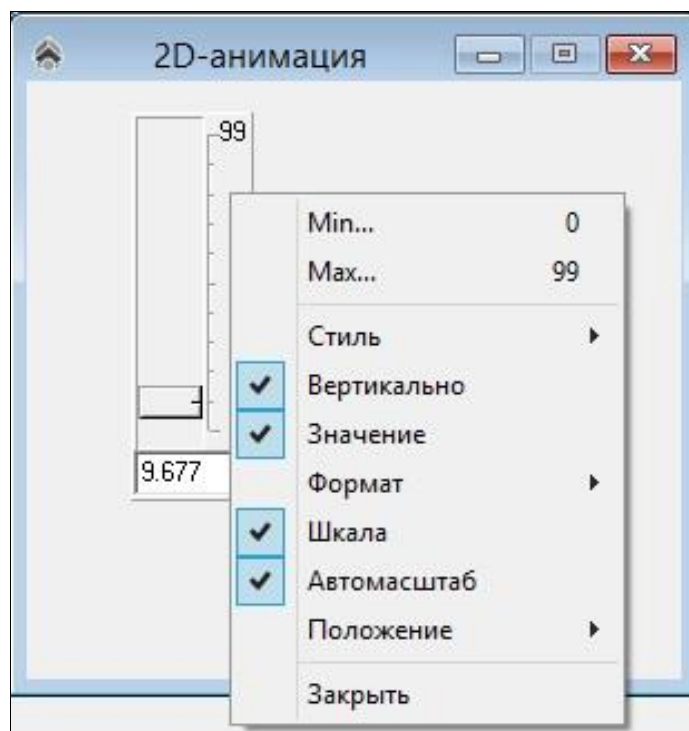 2D-анимация
99
Min... 0
Max... 99
Стиль
Вертикально
Значение
9.677
Формат
Шкала
Автомасштаб
Положение
Закрыть